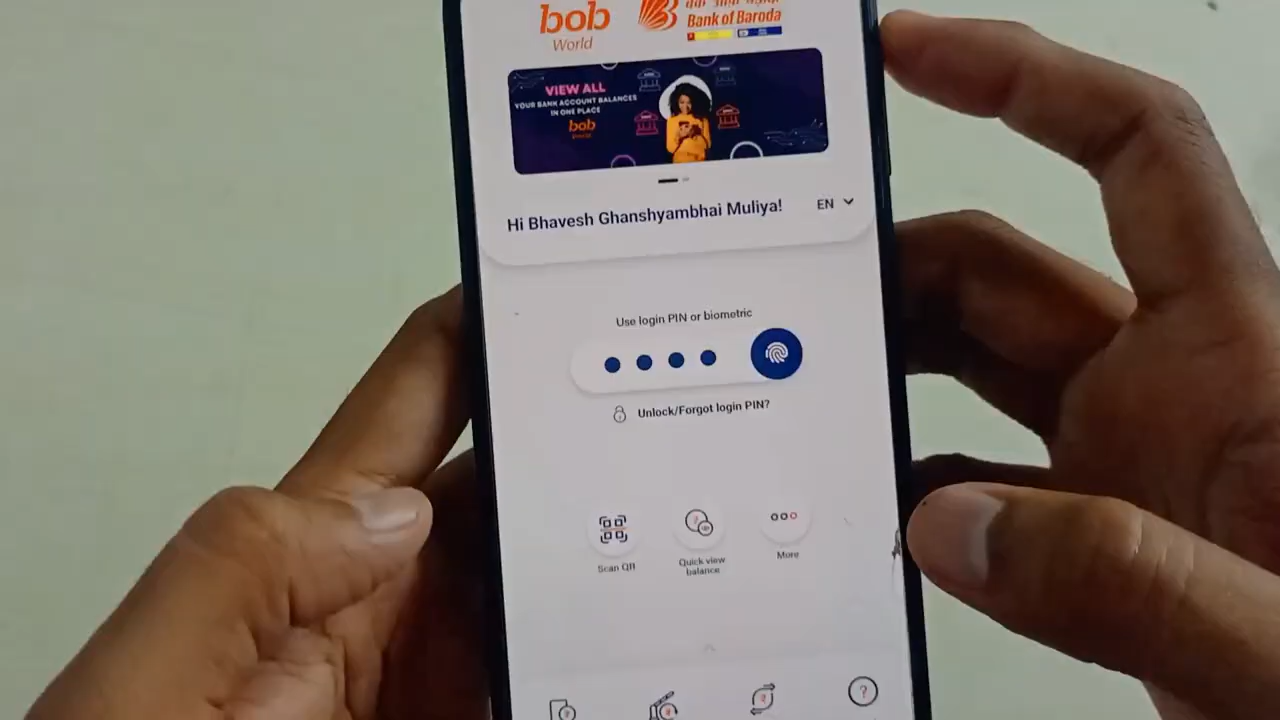 bob
World
Bank of Baroda
VIEW ALL
YOUR BANK ACCOUNT BALANCES
IN ONE PLACE
bob
Hi Bhavesh Ghanshyambhai Muliya!
EN
Use login PIN or biometric
Unlock/Forgot login PIN?
Scan QR
Quick view
balance
More